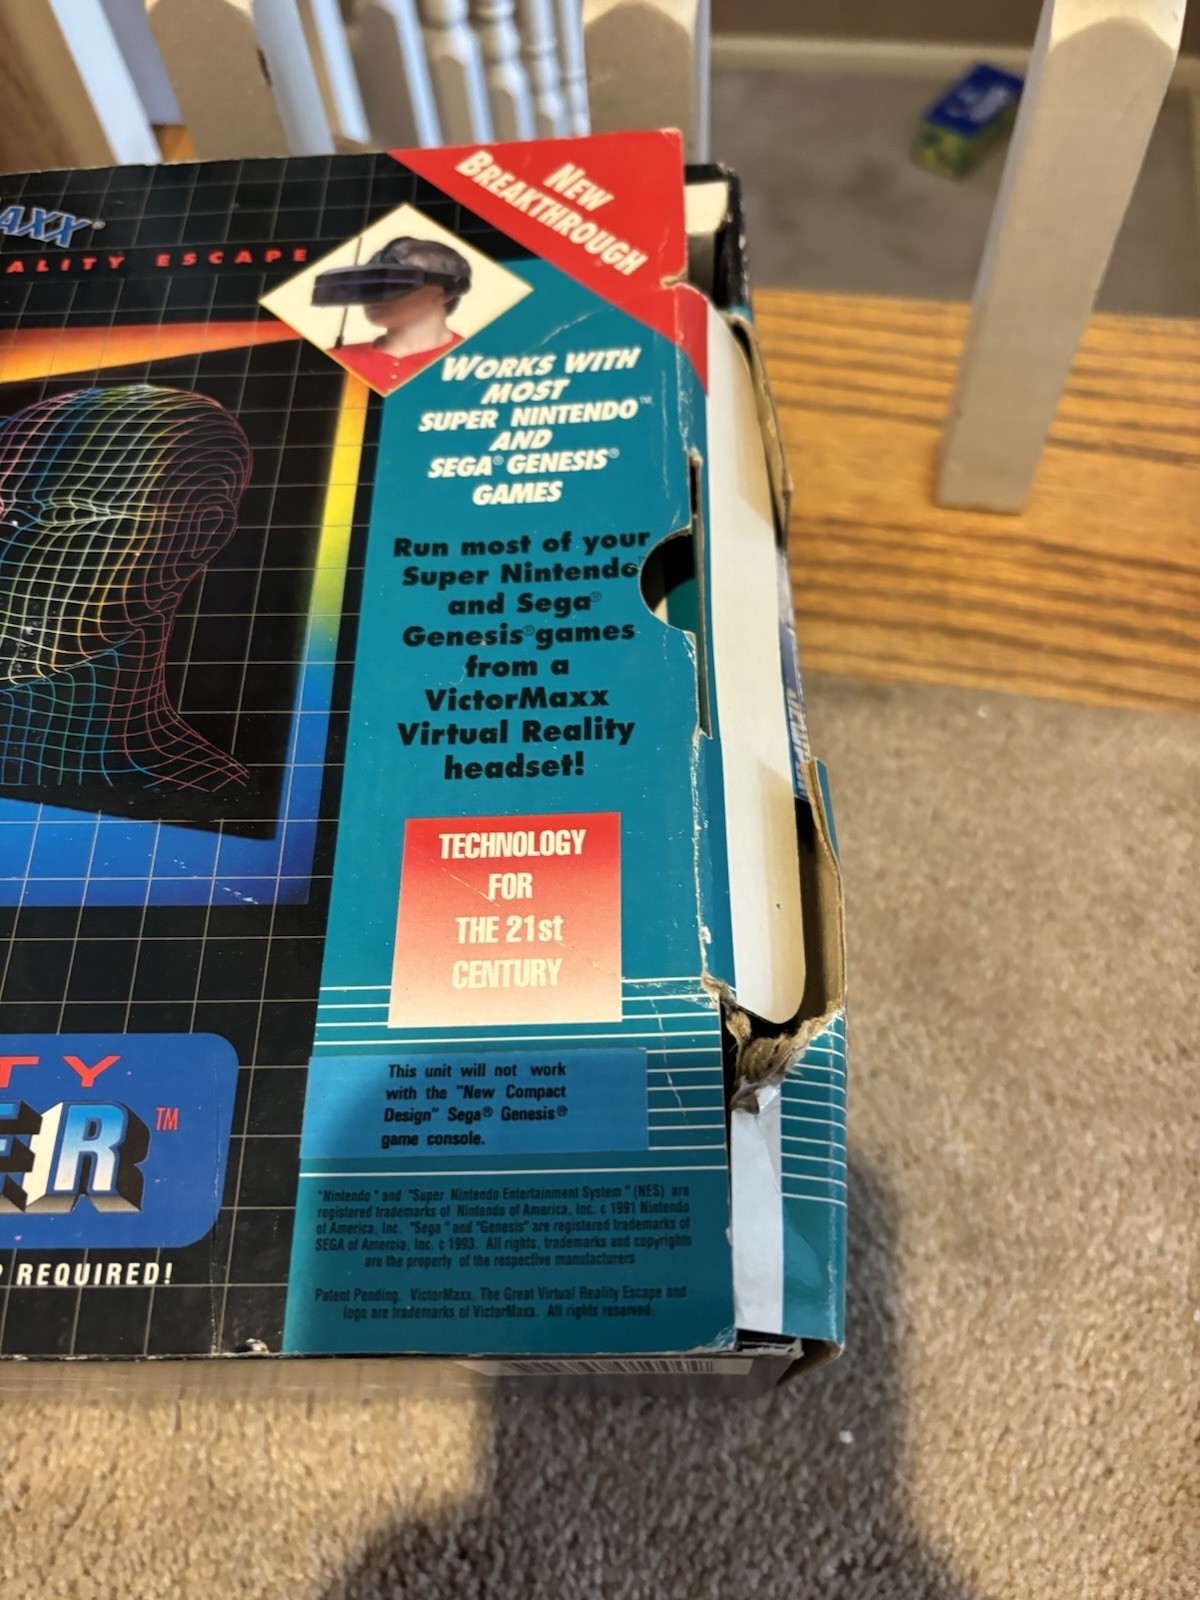 AXX®
ALITY ESCAPE
NEW
BREAKTHROUGH
WORKS WITH
MOST
SUPER NINTENDO™
AND
SEGA® GENESIS®
GAMES
Run most of your
Super Nintendo™
and Sega®
Genesis® games
from a
VictorMaxx
Virtual Reality
headset!
TECHNOLOGY
FOR
THE 21st
CENTURY
TY
ER™
REQUIRED!
This unit will not work
with the "New Compact
Design" Sega® Genesis®
game console.
"Nintendo" and "Super Nintendo Entertainment System" (NES) are
registered trademarks of Nintendo of America, Inc. c 1991 Nintendo
of America, Inc. "Sega" and "Genesis" are registered trademarks of
SEGA of Amercia, Inc. c 1993. All rights, trademarks and copyrights
are the property of the respective manufacturers
Patent Pending. VictorMaxx, The Great Virtual Reality Escape and
logo are trademarks of VictorMaxx. All rights reserved.